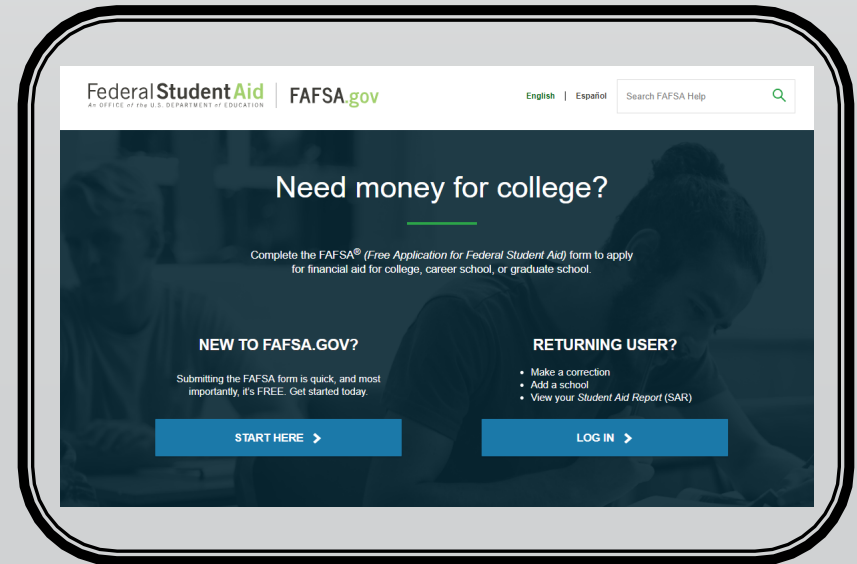 Federal Student Aid
An OFFICE of the U.S. DEPARTMENT of EDUCATION
FAFSA.gov
English | Español
Search FAFSA Help
Need money for college?
Complete the FAFSA® (Free Application for Federal Student Aid) form to apply
for financial aid for college, career school, or graduate school.
NEW TO FAFSA.GOV?
Submitting the FAFSA form is quick, and most
importantly, it's FREE. Get started today.
START HERE
RETURNING USER?
• Make a correction
• Add a school
• View your Student Aid Report (SAR)
LOG IN